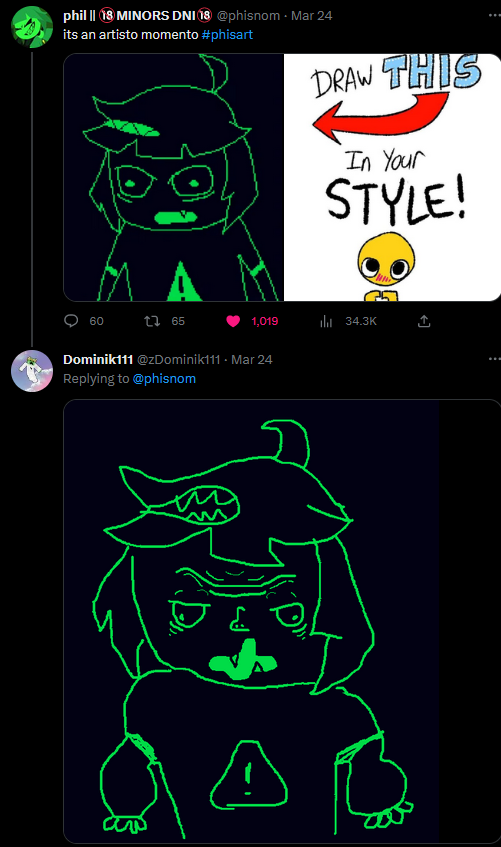 phil || 🔞MINORS DNI🔞 @phisnom · Mar 24
its an artisto momento #phisart
DRAW THIS
In Your
STYLE!
60 65 1,019 34.3K
Dominik111 @zDominik111 · Mar 24
Replying to @phisnom
!